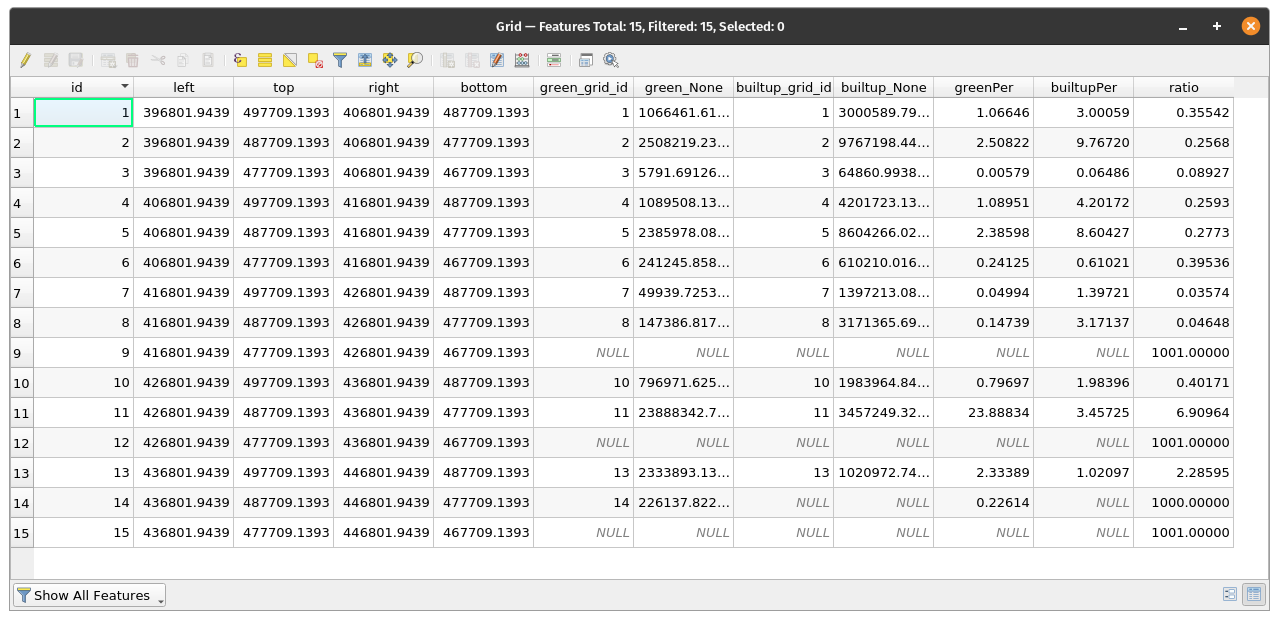 Grid — Features Total: 15, Filtered: 15, Selected: 0
id left top right bottom green_grid_id green_None builtup_grid_id builtup_None greenPer builtupPer ratio
1 1 396801.9439 497709.1393 406801.9439 487709.1393 1 1066461.61... 1 3000589.79... 1.06646 3.00059 0.35542
2 2 396801.9439 487709.1393 406801.9439 477709.1393 2 2508219.23... 2 9767198.44... 2.50822 9.76720 0.2568
3 3 396801.9439 477709.1393 406801.9439 467709.1393 3 5791.69126... 3 64860.9938... 0.00579 0.06486 0.08927
4 4 406801.9439 497709.1393 416801.9439 487709.1393 4 1089508.13... 4 4201723.13... 1.08951 4.20172 0.2593
5 5 406801.9439 487709.1393 416801.9439 477709.1393 5 2385978.08... 5 8604266.02... 2.38598 8.60427 0.2773
6 6 406801.9439 477709.1393 416801.9439 467709.1393 6 241245.858... 6 610210.016... 0.24125 0.61021 0.39536
7 7 416801.9439 497709.1393 426801.9439 487709.1393 7 49939.7253... 7 1397213.08... 0.04994 1.39721 0.03574
8 8 416801.9439 487709.1393 426801.9439 477709.1393 8 147386.817... 8 3171365.69... 0.14739 3.17137 0.04648
9 9 416801.9439 477709.1393 426801.9439 467709.1393 NULL NULL NULL NULL NULL NULL 1001.00000
10 10 426801.9439 497709.1393 436801.9439 487709.1393 10 796971.625... 10 1983964.84... 0.79697 1.98396 0.40171
11 11 426801.9439 487709.1393 436801.9439 477709.1393 11 23888342.7... 11 3457249.32... 23.88834 3.45725 6.90964
12 12 426801.9439 477709.1393 436801.9439 467709.1393 NULL NULL NULL NULL NULL NULL 1001.00000
13 13 436801.9439 497709.1393 446801.9439 487709.1393 13 2333893.13... 13 1020972.74... 2.33389 1.02097 2.28595
14 14 436801.9439 487709.1393 446801.9439 477709.1393 14 226137.822... NULL NULL 0.22614 NULL 1000.00000
15 15 436801.9439 477709.1393 446801.9439 467709.1393 NULL NULL NULL NULL NULL NULL 1001.00000
Show All Features